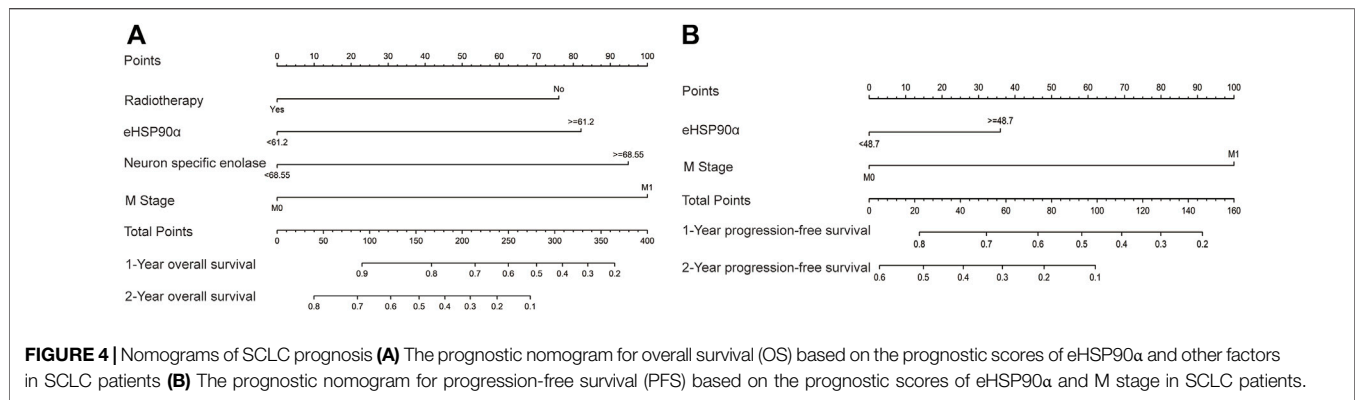 A
Points
0 10 20 30 40 50 60 70 80 90 100
Radiotherapy
No
Yes
eHSP90α
>=61.2
<61.2
Neuron specific enolase
>=68.55
<68.55
M Stage
M1
M0
Total Points
0 50 100 150 200 250 300 350 400
1-Year overall survival
0.9 0.8 0.7 0.6 0.5 0.4 0.3 0.2
2-Year overall survival
0.8 0.7 0.6 0.5 0.4 0.3 0.2 0.1
B
Points
0 10 20 30 40 50 60 70 80 90 100
eHSP90α
>=48.7
<48.7
M Stage
M1
M0
Total Points
0 20 40 60 80 100 120 140 160
1-Year progression-free survival
0.8 0.7 0.6 0.5 0.4 0.3 0.2
2-Year progression-free survival
0.6 0.5 0.4 0.3 0.2 0.1
FIGURE 4 | Nomograms of SCLC prognosis (A) The prognostic nomogram for overall survival (OS) based on the prognostic scores of eHSP90α and other factors
in SCLC patients (B) The prognostic nomogram for progression-free survival (PFS) based on the prognostic scores of eHSP90α and M stage in SCLC patients.